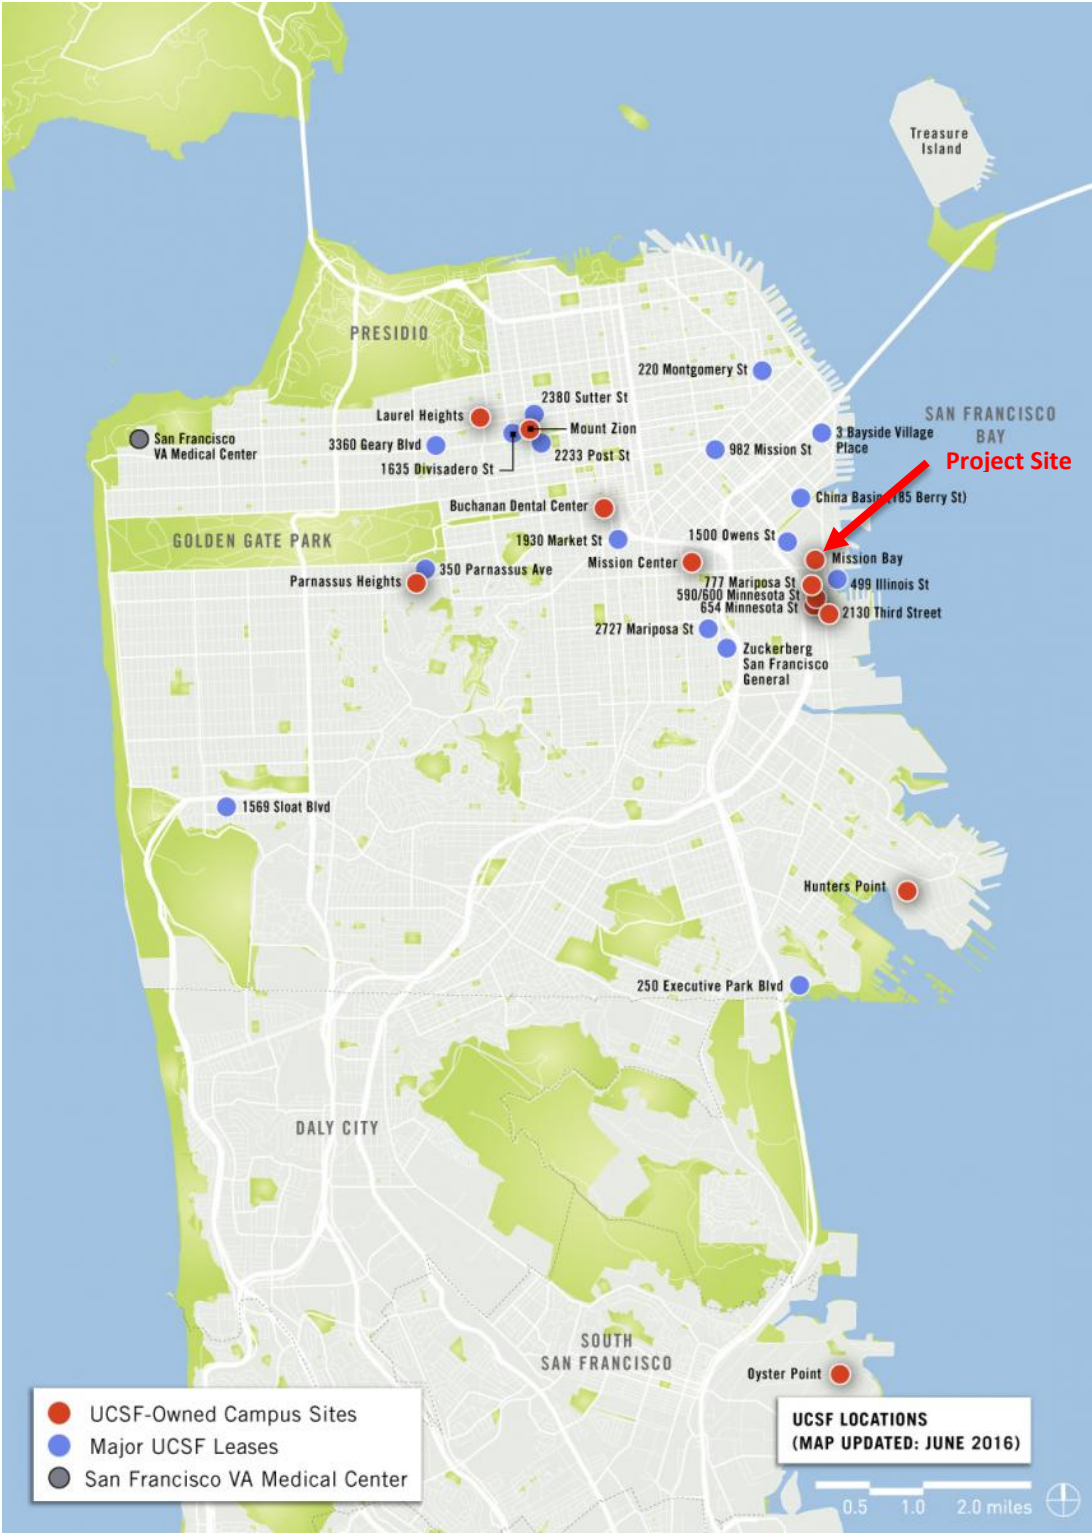 Treasure
Island
PRESIDIO
220 Montgomery St
2380 Sutter St
Laurel Heights
Mount Zion
SAN FRANCISCO
BAY
3 Bayside Village
Place
San Francisco
VA Medical Center
3360 Geary Blvd
2233 Post St
982 Mission St
1635 Divisadero St
Project Site
China Basin (185 Berry St)
Buchanan Dental Center
GOLDEN GATE PARK
1930 Market St
1500 Owens St
Mission Center
Mission Bay
350 Parnassus Ave
Parnassus Heights
777 Mariposa St
499 Illinois St
590/600 Minnesota St
654 Minnesota St
2130 Third Street
2727 Mariposa St
Zuckerberg
San Francisco
General
1569 Sloat Blvd
Hunters Point
250 Executive Park Blvd
DALY CITY
SOUTH
SAN FRANCISCO
Oyster Point
UCSF-Owned Campus Sites
Major UCSF Leases
San Francisco VA Medical Center
UCSF LOCATIONS
(MAP UPDATED: JUNE 2016)
0.5 1.0 2.0 miles